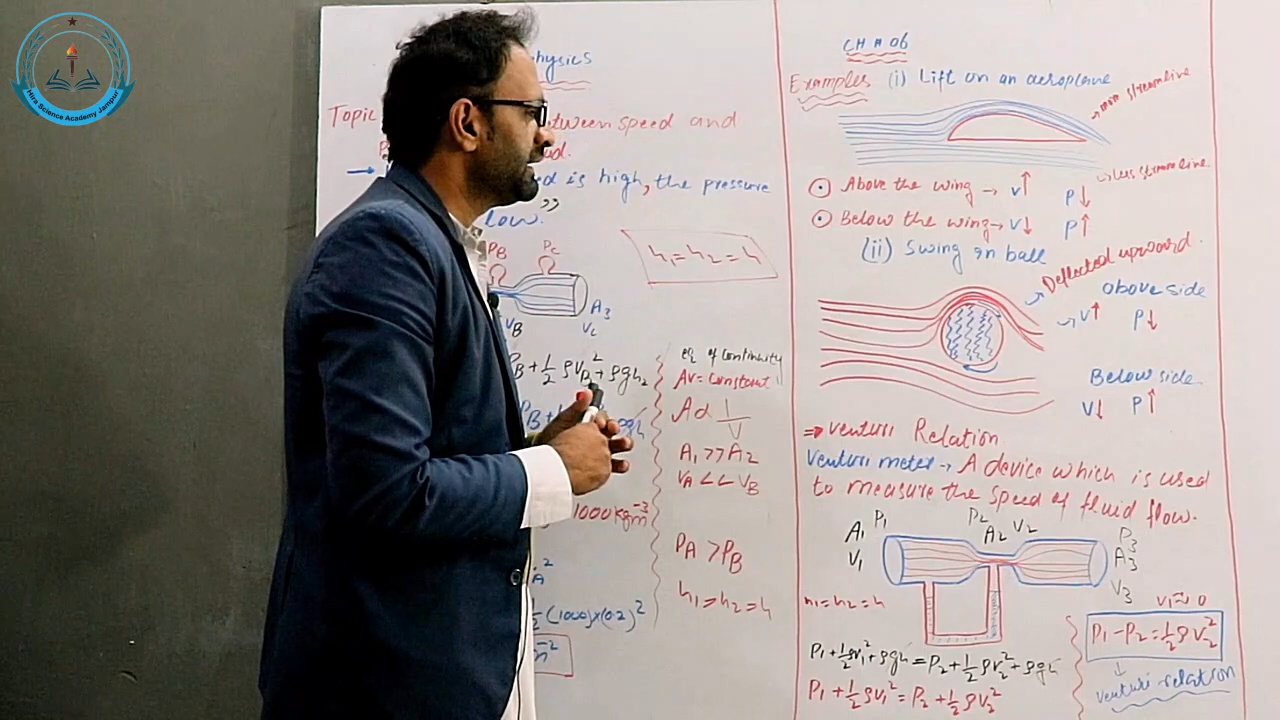 Hira Science Academy Jampur
physics
Topic
between speed and
is high, the pressure
low.”
PB PC
VB
A3
Vc
h1 = h2 = h
PB + 1/2 ρVB² + ρgh2
PB +
ρgh
1000 kgm⁻³
1/2 (1000)×(0.2)²
eq of continuity
AV = constant
A α 1/V
A1 >> A2
VA << VB
PA > PB
h1 = h2 = h
CH # 06
Examples (i) Lift on an aeroplane
more streamline
less streamline
⊙ Above the wing → V↑ P↓
⊙ Below the wing → V↓ P↑
(ii) Swing on ball
Deflected upward.
above side
V↑ P↓
Below side
V↓ P↑
⇒ venturi Relation
Venturi meter → A device which is used
to measure the speed of fluid flow.
A1 P1
V1
P2
A2 V2
P3
A3
V3
h1 = h2 = h
V1 ≈ 0
P1 + 1/2 ρv1² + ρgh = P2 + 1/2 ρv2² + ρgh
P1 + 1/2 ρv1² = P2 + 1/2 ρv2²
P1 - P2 = 1/2 ρv2²
venturi-relation